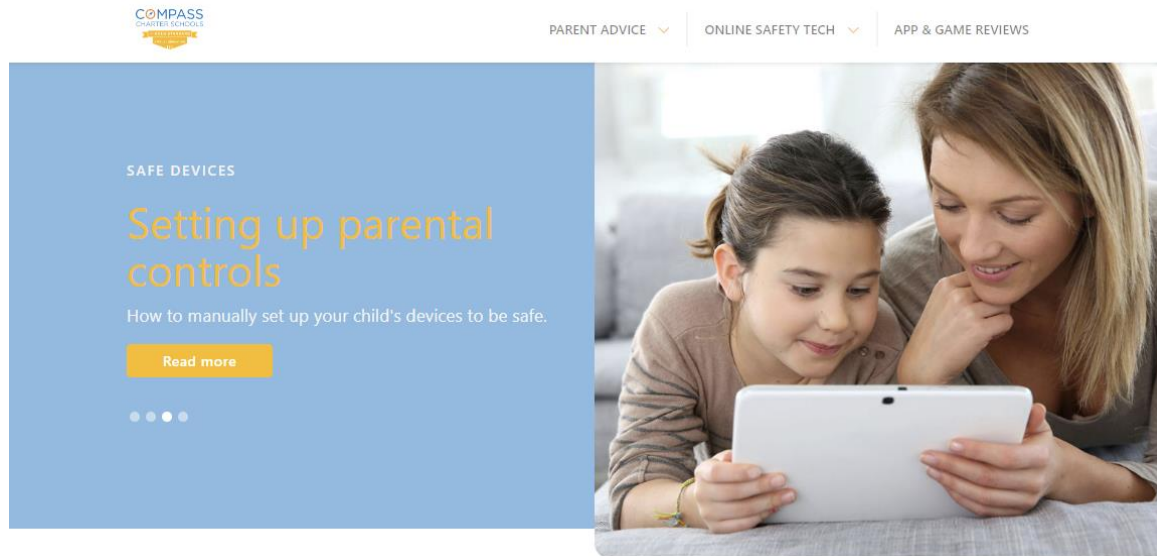 COMPASS
CHARTER SCHOOLS
PARENT ADVICE
ONLINE SAFETY TECH
APP & GAME REVIEWS
SAFE DEVICES
Setting up parental
controls
How to manually set up your child's devices to be safe.
Read more